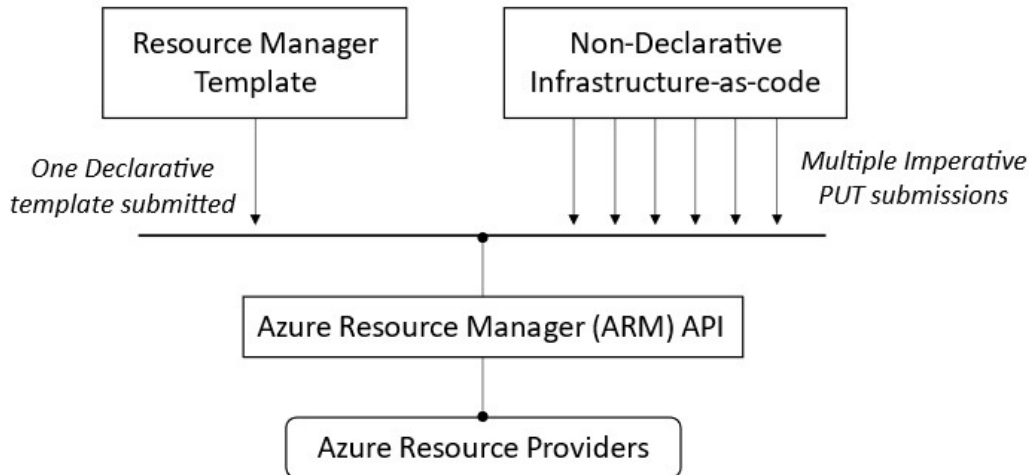 Resource Manager
Template
Non-Declarative
Infrastructure-as-code
One Declarative
template submitted
Multiple Imperative
PUT submissions
Azure Resource Manager (ARM) API
Azure Resource Providers